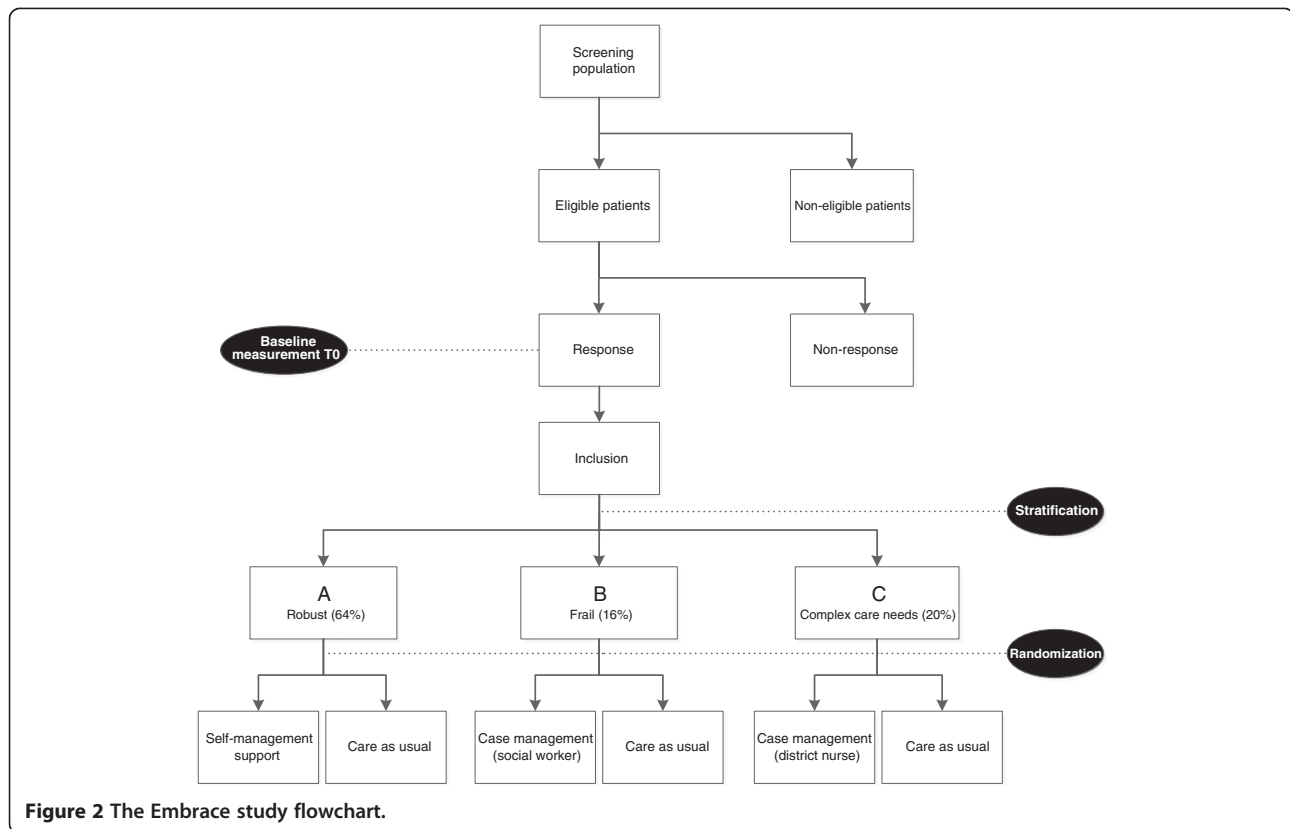 Screening
population
Eligible patients
Non-eligible patients
Baseline
measurement T0
Response
Non-response
Inclusion
Stratification
A
Robust (64%)
B
Frail (16%)
C
Complex care needs (20%)
Randomization
Self-management
support
Care as usual
Case management
(social worker)
Care as usual
Case management
(district nurse)
Care as usual
Figure 2 The Embrace study flowchart.